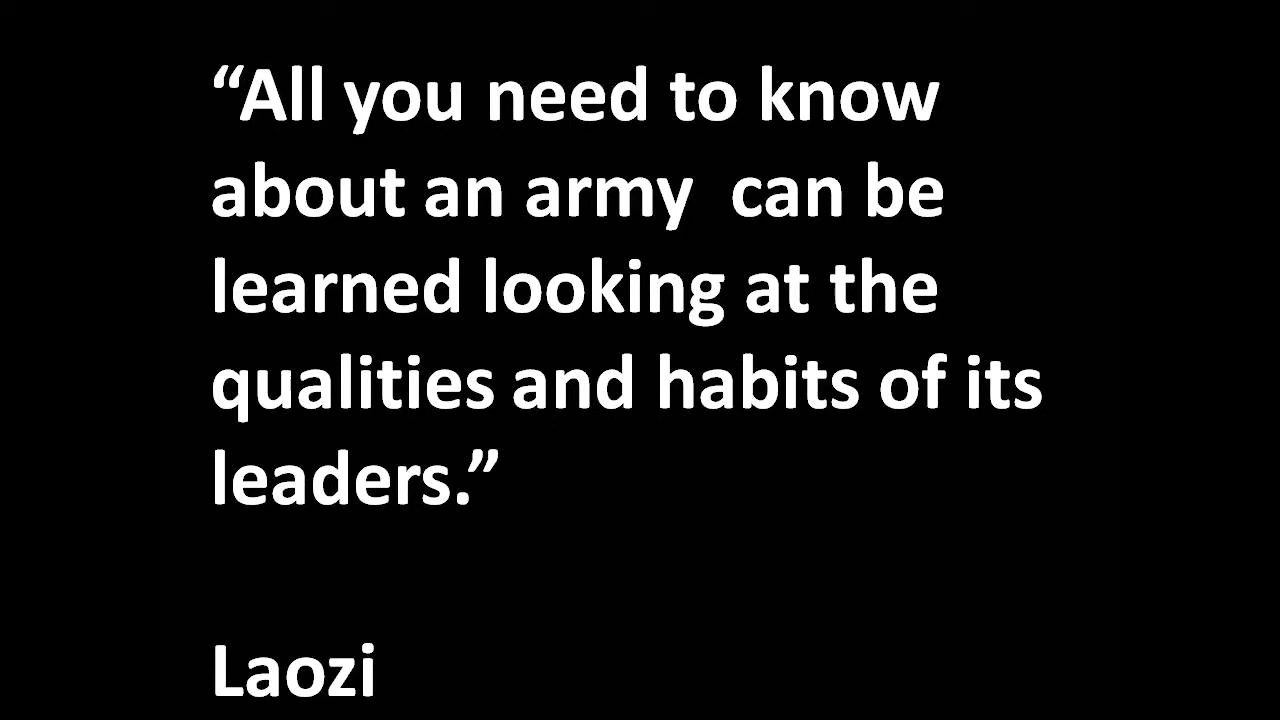 “All you need to know
about an army  can be
learned looking at the
qualities and habits of its
leaders.”
Laozi